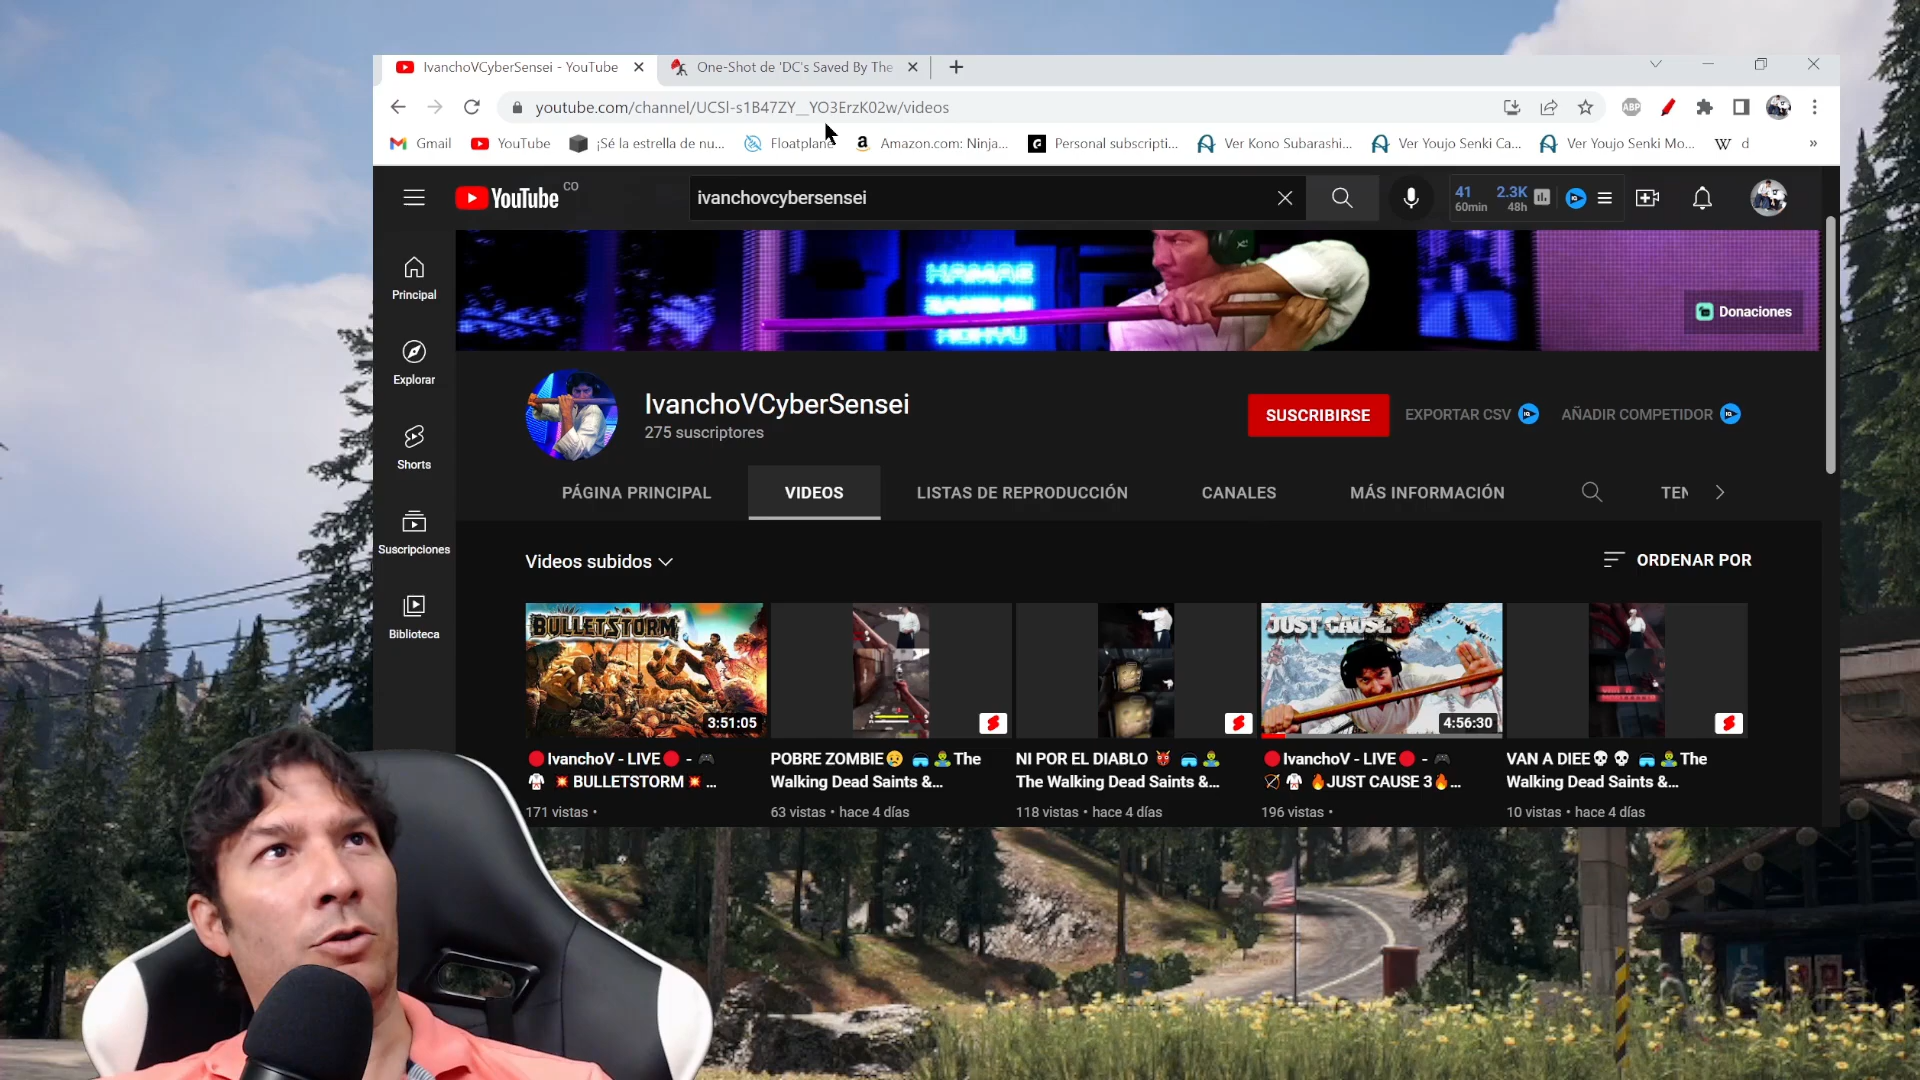 IvanchoVCyberSensei - YouTube
One-Shot de 'DC's Saved By The
youtube.com/channel/UCSl-s1B47ZY__YO3ErzK02w/videos
ABP
Gmail
YouTube
¡Sé la estrella de nu...
Floatplane
Amazon.com: Ninja...
Personal subscripti...
Ver Kono Subarashi...
Ver Youjo Senki Ca...
Ver Youjo Senki Mo...
W d
»
YouTube CO
ivanchovcybersensei
41 60min
2.3K 48h
Principal
Explorar
Shorts
Suscripciones
Biblioteca
Donaciones
IvanchoVCyberSensei
275 suscriptores
SUSCRIBIRSE
EXPORTAR CSV
AÑADIR COMPETIDOR
PÁGINA PRINCIPAL
VIDEOS
LISTAS DE REPRODUCCIÓN
CANALES
MÁS INFORMACIÓN
TEN
Videos subidos
ORDENAR POR
BULLETSTORM
3:51:05
JUST CAUSE 3
4:56:30
🔴IvanchoV - LIVE🔴 - 🎮
🥋 💥BULLETSTORM💥...
171 vistas •
POBRE ZOMBIE😥 🥽🧟‍♂️The
Walking Dead Saints &...
63 vistas • hace 4 días
NI POR EL DIABLO 👹 🥽🧟‍♂️
The Walking Dead Saints &...
118 vistas • hace 4 días
🔴IvanchoV - LIVE🔴 - 🎮
🏹 🥋 🔥JUST CAUSE 3🔥...
196 vistas •
VAN A DIEE💀💀 🥽🧟‍♂️The
Walking Dead Saints &...
10 vistas • hace 4 días